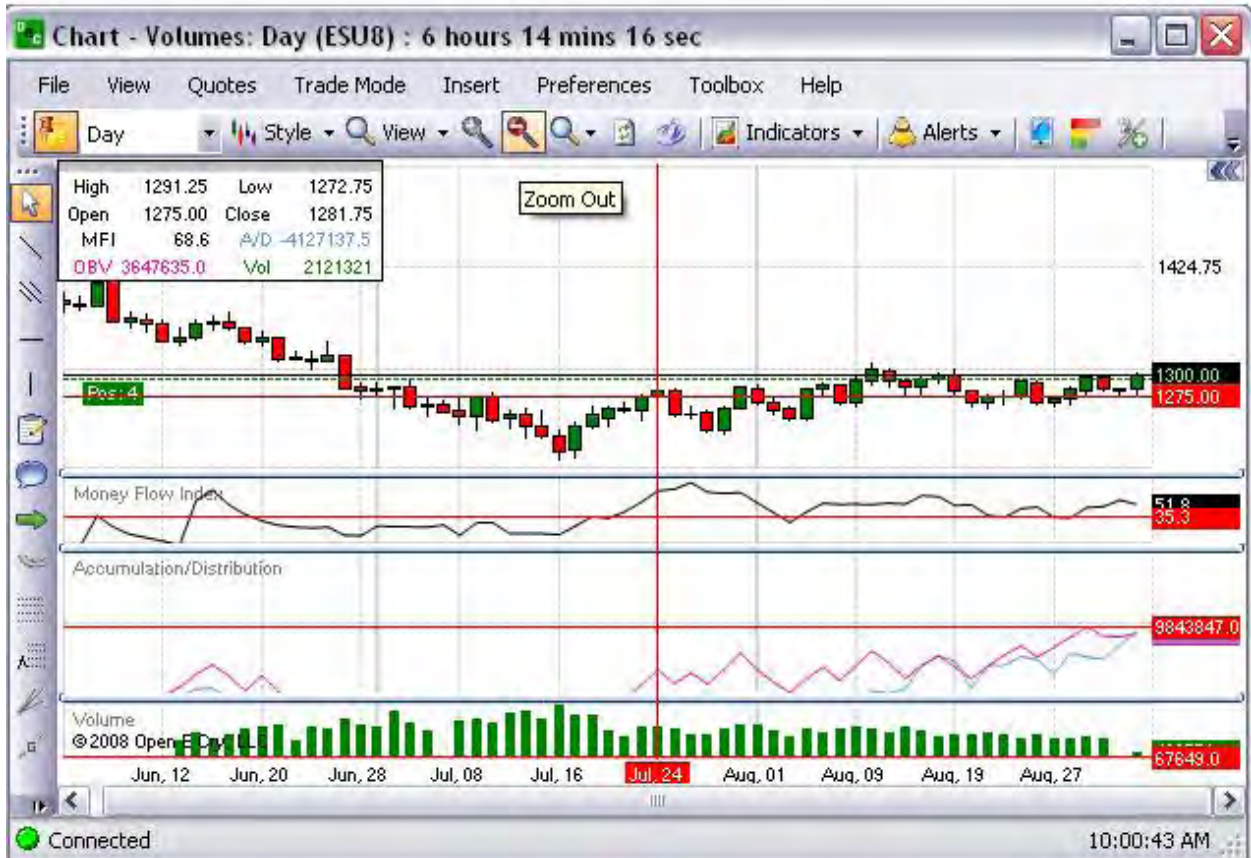 Chart - Volumes: Day (ESU8) : 6 hours 14 mins 16 sec
File View Quotes Trade Mode Insert Preferences Toolbox Help
Day Style View Indicators Alerts
High 1291.25 Low 1272.75
Open 1275.00 Close 1281.75
MFI 68.6 A/D -4127137.5
OBV 3647635.0 Vol 2121321
Zoom Out
1424.75
1300.00
Pos: 4
1275.00
Money Flow Index
51.8
35.3
Accumulation/Distribution
9843847.0
Volume
©2008 Open E Cry, LLC
67649.0
Jun, 12 Jun, 20 Jun, 28 Jul, 08 Jul, 16 Jul, 24 Aug, 01 Aug, 09 Aug, 19 Aug, 27
Connected 10:00:43 AM